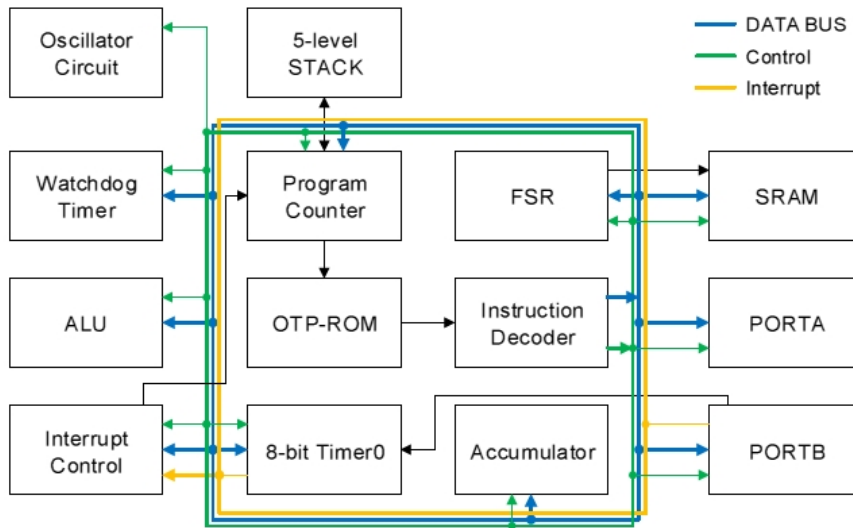 Oscillator
Circuit
5-level
STACK
DATA BUS
Control
Interrupt
Watchdog
Timer
Program
Counter
FSR
SRAM
ALU
OTP-ROM
Instruction
Decoder
PORTA
Interrupt
Control
8-bit Timer0
Accumulator
PORTB